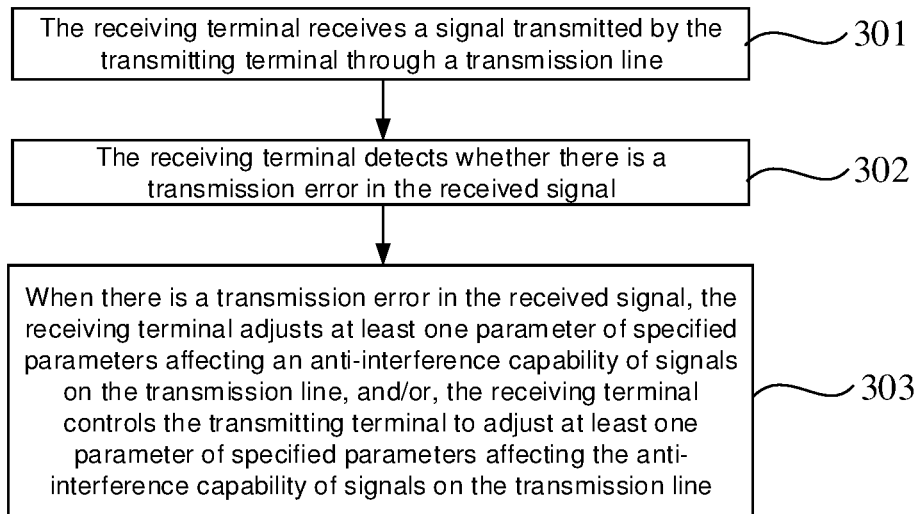 The receiving terminal receives a signal transmitted by the
transmitting terminal through a transmission line
301
The receiving terminal detects whether there is a
transmission error in the received signal
302
When there is a transmission error in the received signal, the
receiving terminal adjusts at least one parameter of specified
parameters affecting an anti-interference capability of signals
on the transmission line, and/or, the receiving terminal
controls the transmitting terminal to adjust at least one
parameter of specified parameters affecting the anti-
interference capability of signals on the transmission line
303